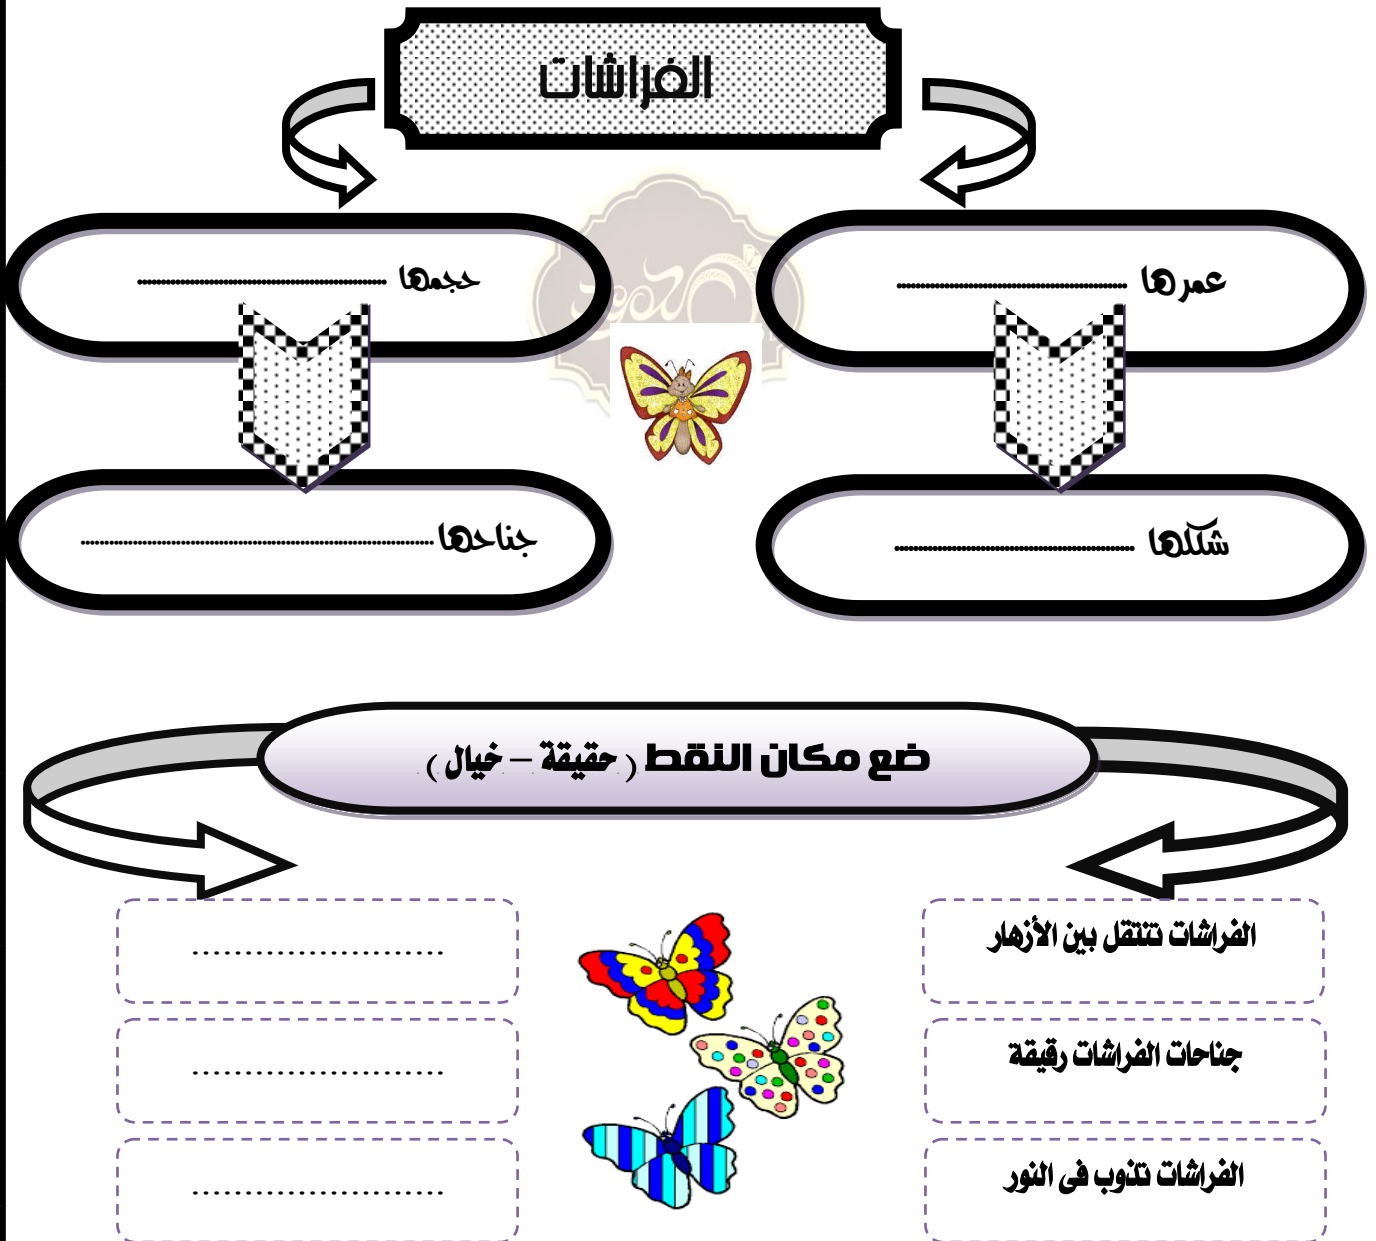 الفراشات
عمرها ........................................
حجمها ........................................
شكلها ........................................
جناحها ........................................
ضع مكان النقط ( حقيقة – خيال )
الفراشات تنتقل بين الأزهار ........................
جناحات الفراشات رقيقة ........................
الفراشات تذوب فى النور ........................